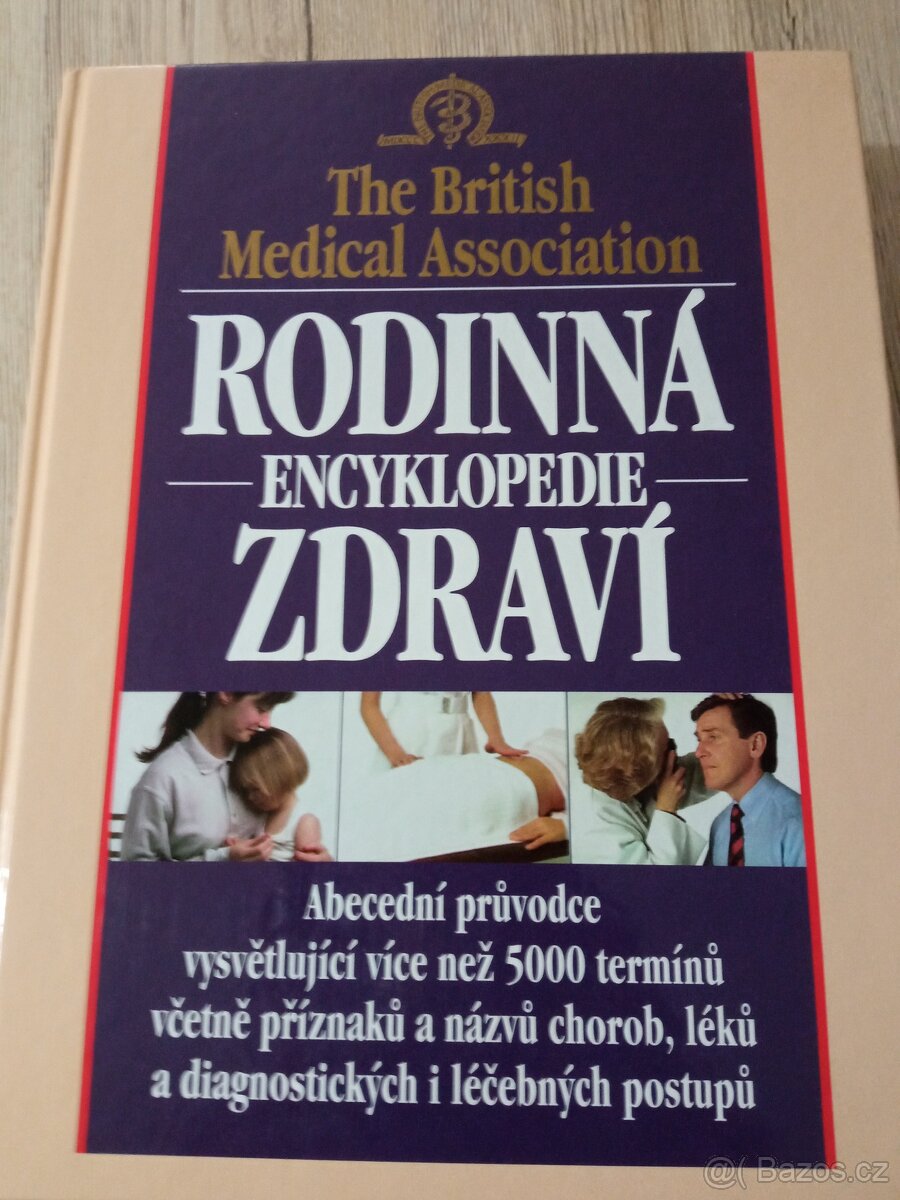 The British
Medical Association
RODINNÁ
ENCYKLOPEDIE
ZDRAVÍ
Abecední průvodce
vysvětlující více než 5000 termínů
včetně příznaků a názvů chorob, léků
a diagnostických i léčebných postupů
@( Bazos.cz